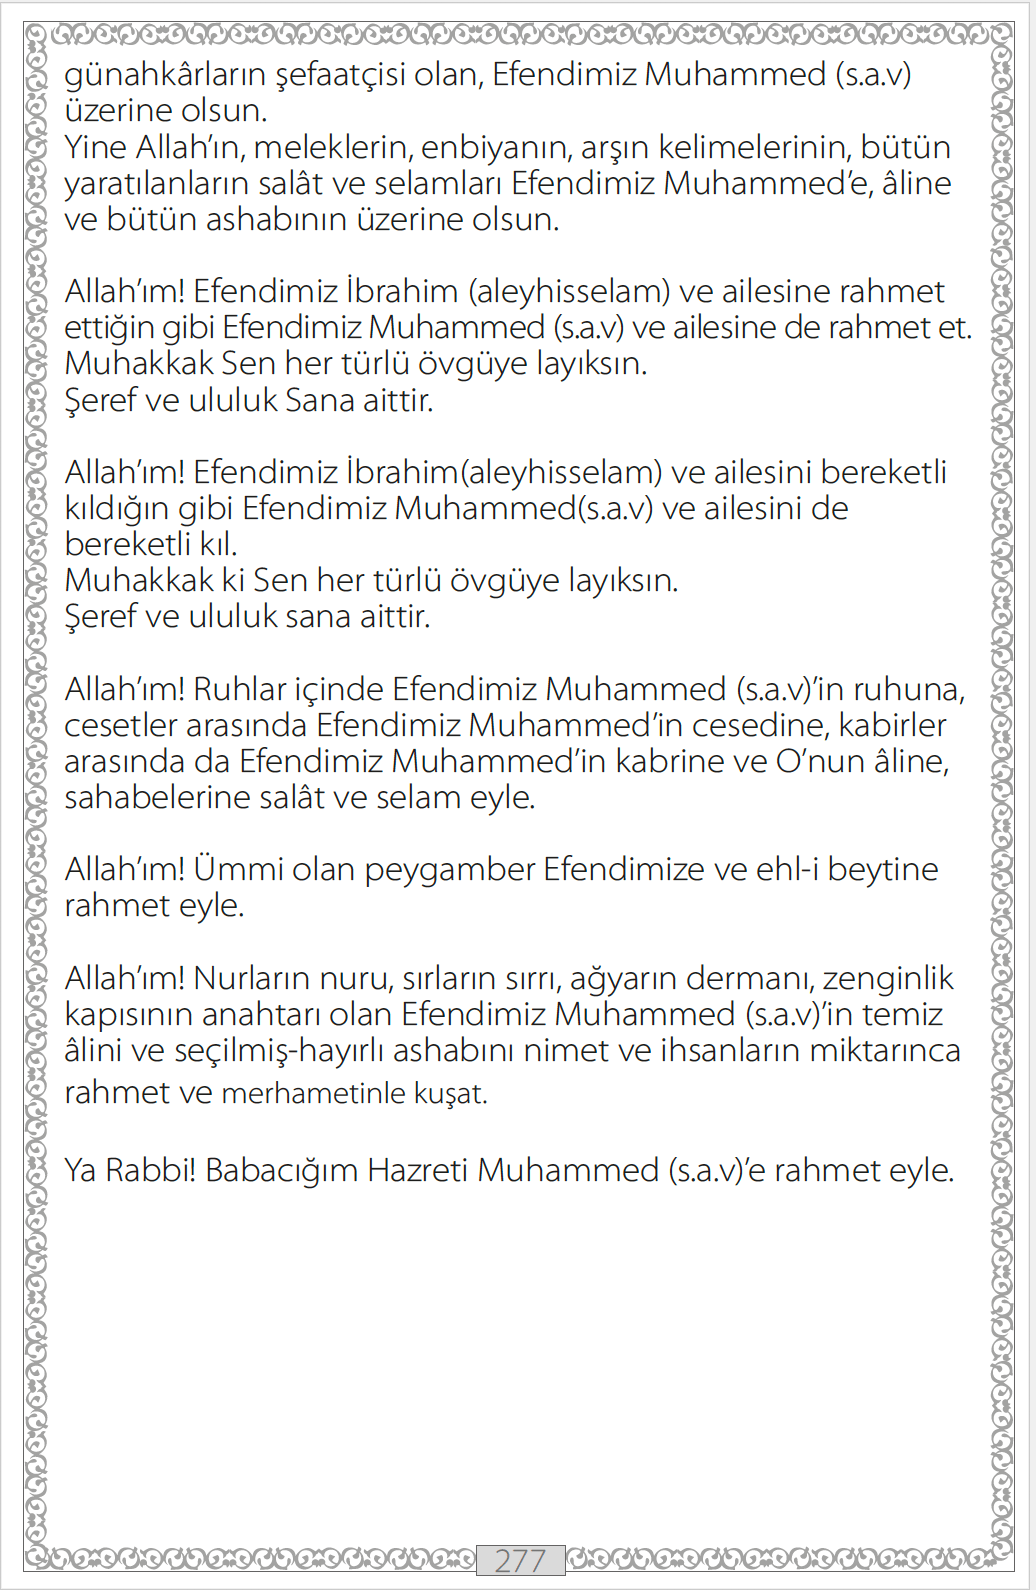 günahkârların şefaatçisi olan, Efendimiz Muhammed (s.a.v)
üzerine olsun.
Yine Allah’ın, meleklerin, enbiyanın, arşın kelimelerinin, bütün
yaratılanların salât ve selamları Efendimiz Muhammed’e, âline
ve bütün ashabının üzerine olsun.
Allah’ım! Efendimiz İbrahim (aleyhisselam) ve ailesine rahmet
ettiğin gibi Efendimiz Muhammed (s.a.v) ve ailesine de rahmet et.
Muhakkak Sen her türlü övgüye layıksın.
Şeref ve ululuk Sana aittir.
Allah’ım! Efendimiz İbrahim(aleyhisselam) ve ailesini bereketli
kıldığın gibi Efendimiz Muhammed(s.a.v) ve ailesini de
bereketli kıl.
Muhakkak ki Sen her türlü övgüye layıksın.
Şeref ve ululuk sana aittir.
Allah’ım! Ruhlar içinde Efendimiz Muhammed (s.a.v)’in ruhuna,
cesetler arasında Efendimiz Muhammed’in cesedine, kabirler
arasında da Efendimiz Muhammed’in kabrine ve O’nun âline,
sahabelerine salât ve selam eyle.
Allah’ım! Ümmi olan peygamber Efendimize ve ehl-i beytine
rahmet eyle.
Allah’ım! Nurların nuru, sırların sırrı, ağyarın dermanı, zenginlik
kapısının anahtarı olan Efendimiz Muhammed (s.a.v)’in temiz
âlini ve seçilmiş-hayırlı ashabını nimet ve ihsanların miktarınca
rahmet ve merhametinle kuşat.
Ya Rabbi! Babacığım Hazreti Muhammed (s.a.v)’e rahmet eyle.
277